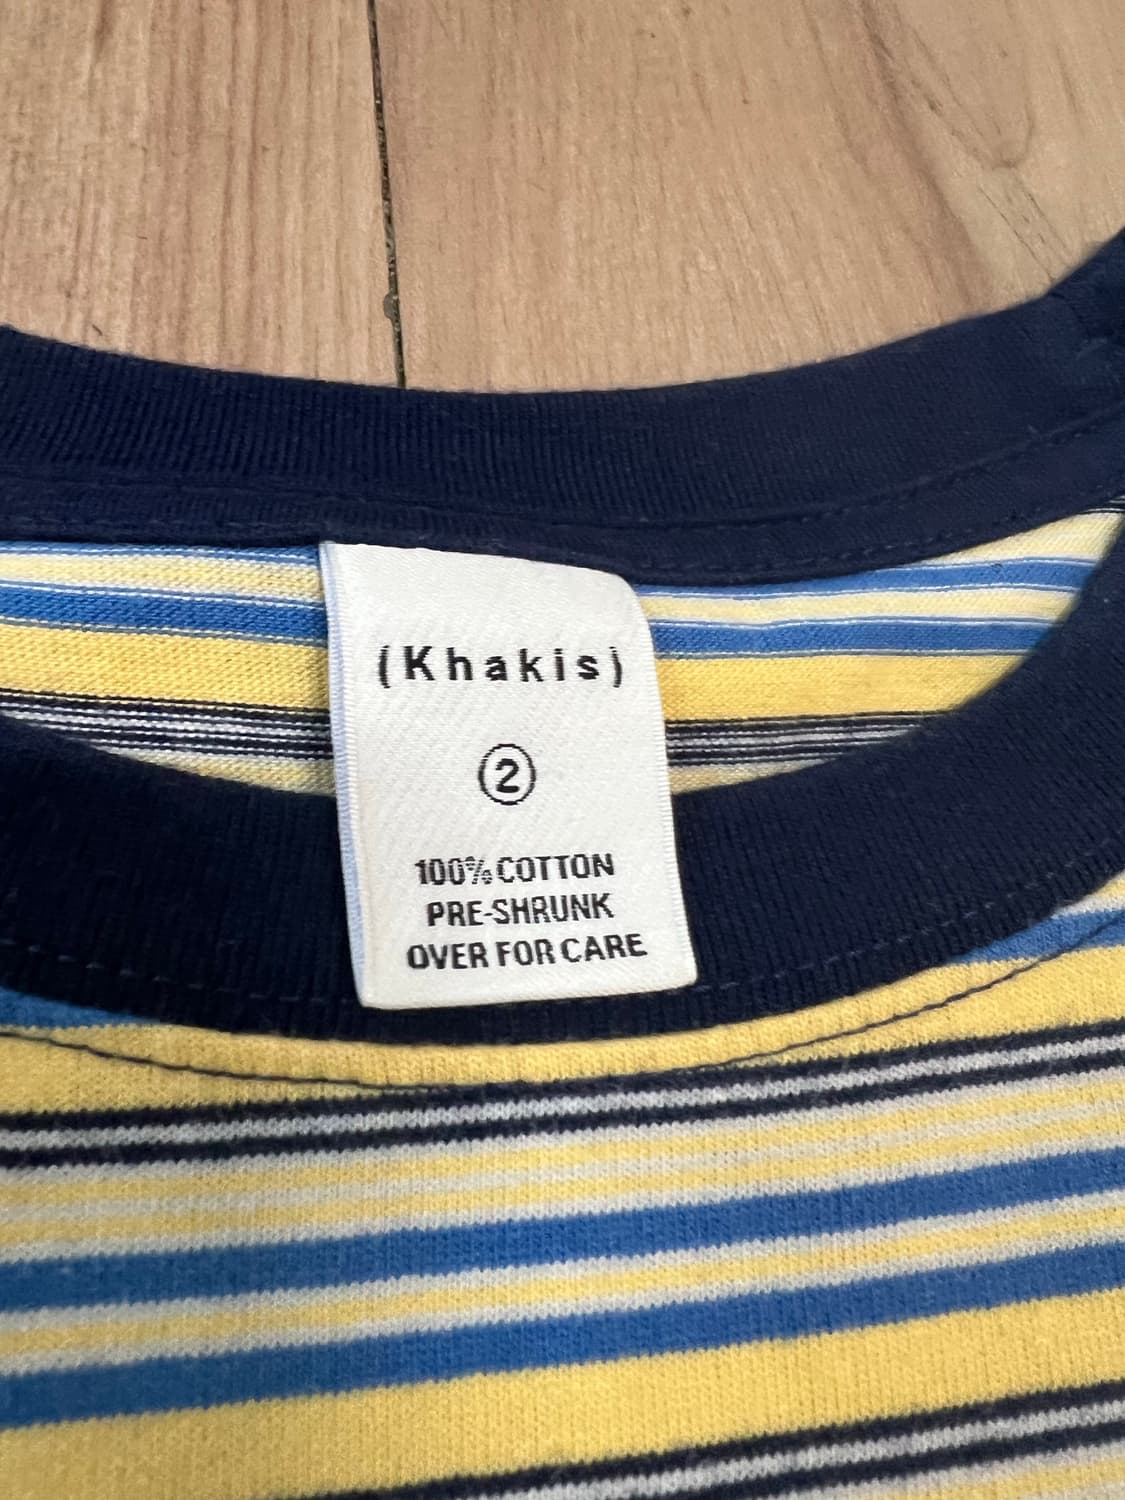 (Khakis)
2
100% COTTON
PRE-SHRUNK
OVER FOR CARE